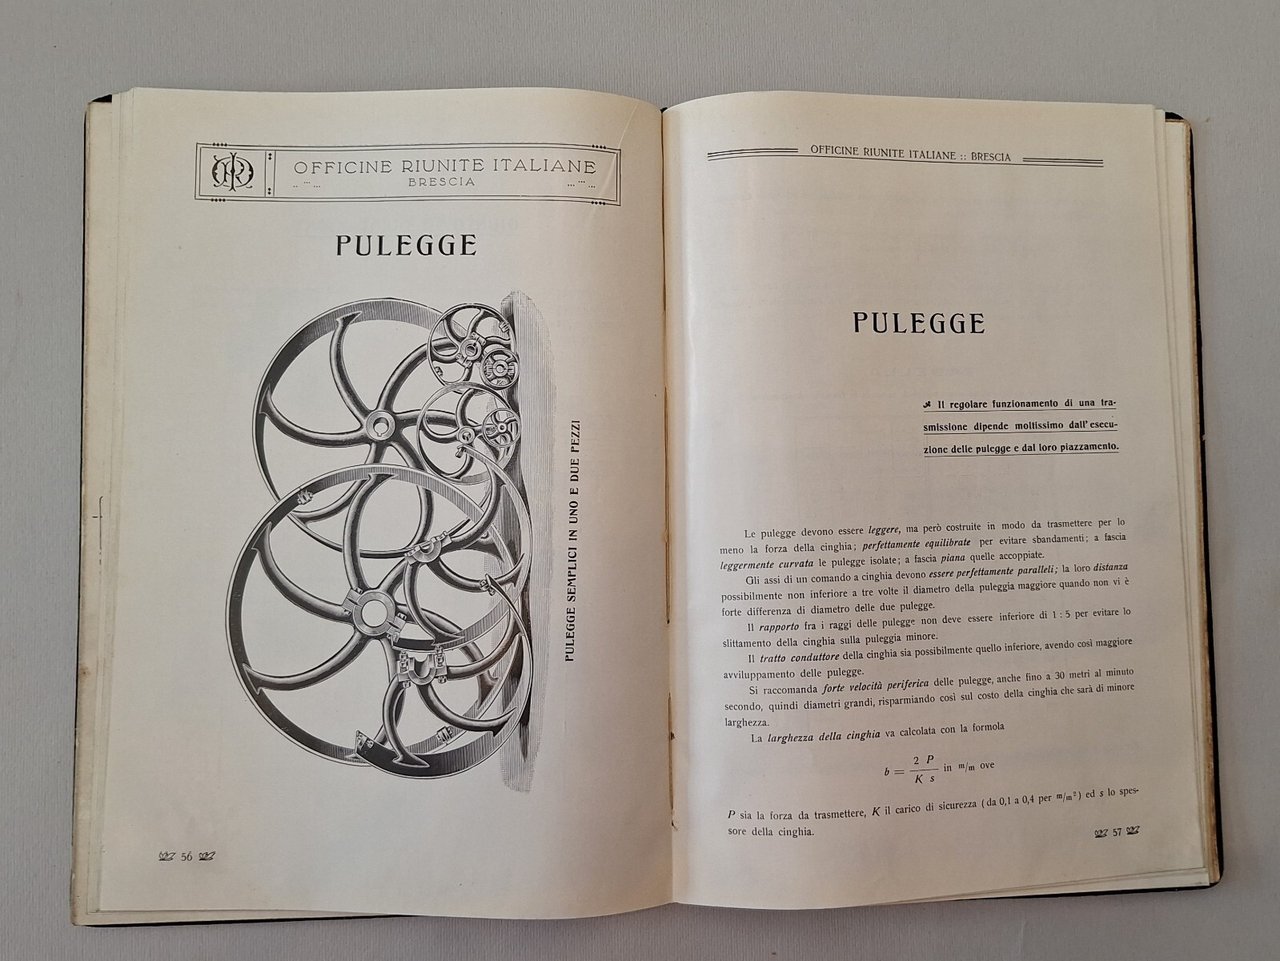 OFFICINE RIUNITE ITALIANE
BRESCIA
PULEGGE
PULEGGE SEMPLICI IN UNO E DUE PEZZI
56
OFFICINE RIUNITE ITALIANE :: BRESCIA
PULEGGE
Il regolare funzionamento di una tra-
smissione dipende moltissimo dall'esecu-
zione delle pulegge e dal loro piazzamento.
Le pulegge devono essere leggere, ma però costruite in modo da trasmettere per lo
meno la forza della cinghia; perfettamente equilibrate per evitare sbandamenti; a fascia
leggermente curvata le pulegge isolate; a fascia piana quelle accoppiate.
Gli assi di un comando a cinghia devono essere perfettamente paralleli; la loro distanza
possibilmente non inferiore a tre volte il diametro della puleggia maggiore quando non vi è
forte differenza di diametro delle due pulegge.
Il rapporto fra i raggi delle pulegge non deve essere inferiore di 1 : 5 per evitare lo
slittamento della cinghia sulla puleggia minore.
Il tratto conduttore della cinghia sia possibilmente quello inferiore, avendo così maggiore
avviluppamento delle pulegge.
Si raccomanda forte velocità periferica delle pulegge, anche fino a 30 metri al minuto
secondo, quindi diametri grandi, risparmiando così sul costo della cinghia che sarà di minore
larghezza.
La larghezza della cinghia va calcolata con la formola
b = 2 P / K s in m/m ove
P sia la forza da trasmettere, K il carico di sicurezza (da 0,1 a 0,4 per m/m²) ed s lo spes-
sore della cinghia.
57